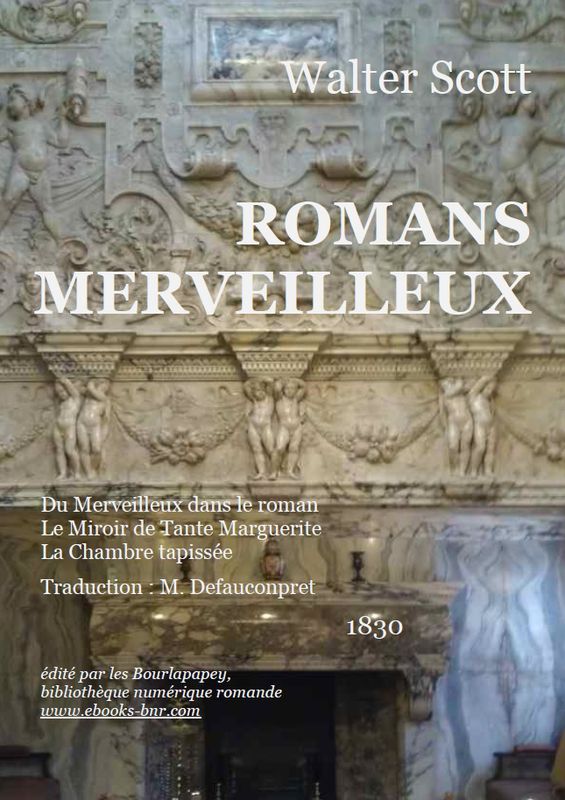 Walter Scott
ROMANS
MERVEILLEUX
Du Merveilleux dans le roman
Le Miroir de Tante Marguerite
La Chambre tapissée
Traduction : M. Defauconpret
1830
édité par les Bourlapapey,
bibliothèque numérique romande
www.ebooks-bnr.com